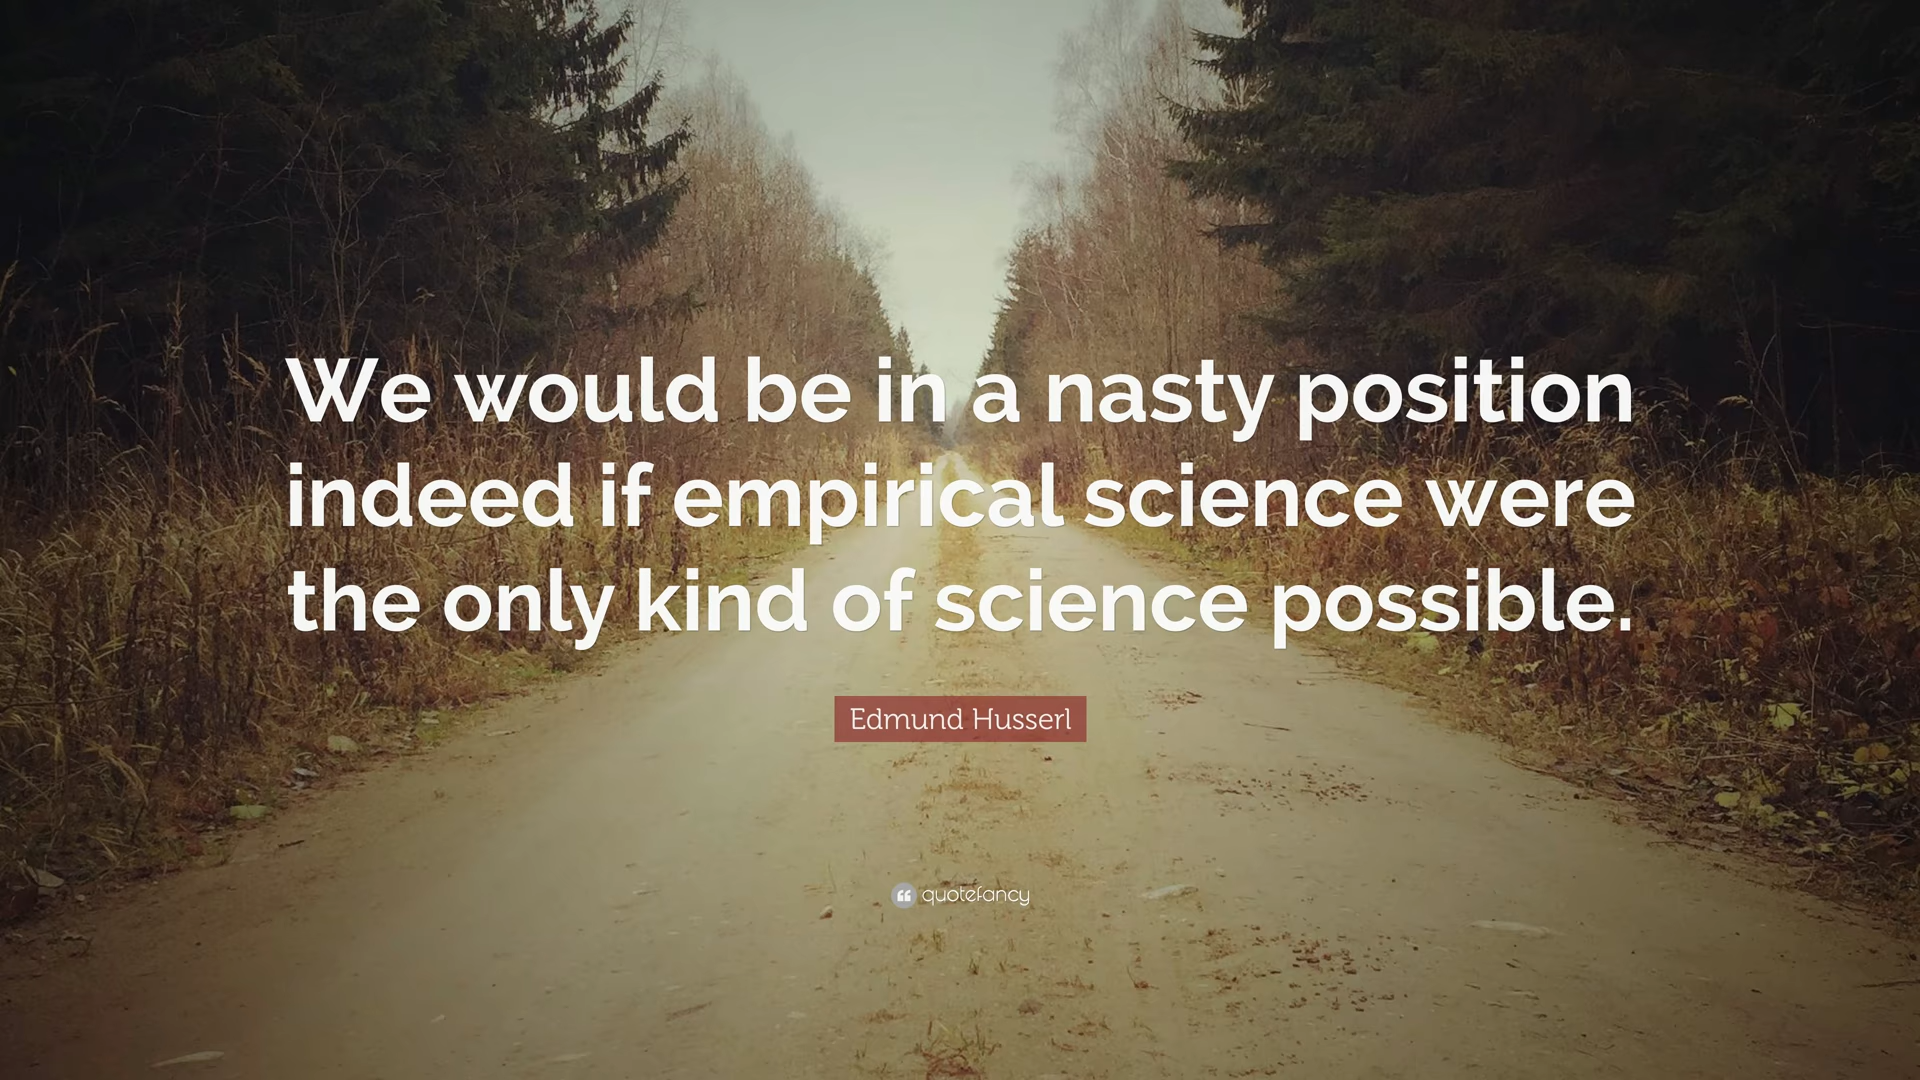 We would be in a nasty position
indeed if empirical science were
the only kind of science possible.
Edmund Husserl
quotefancy